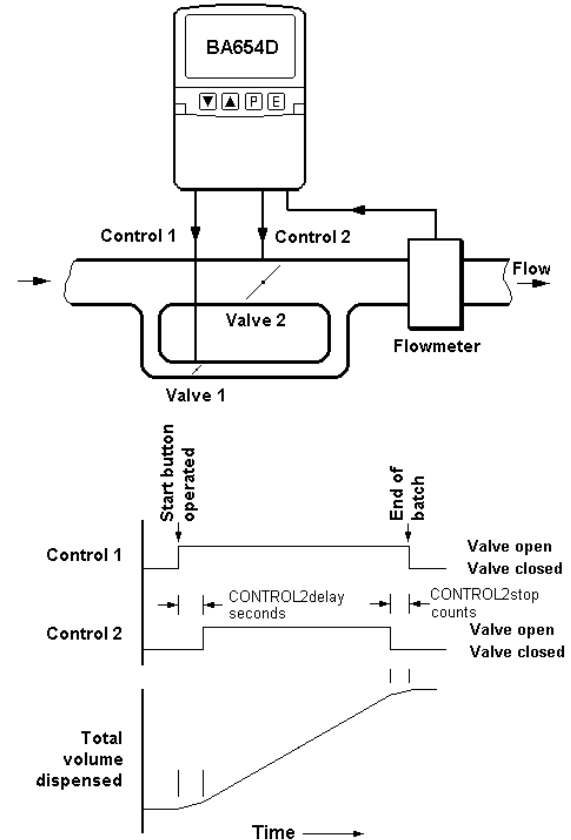 BA654D
▼ ▲ P E
Control 1
Control 2
Flow
Valve 2
Flowmeter
Valve 1
Start button
operated
End of
batch
Control 1
Valve open
Valve closed
CONTROL2delay
seconds
CONTROL2stop
counts
Control 2
Valve open
Valve closed
Total
volume
dispensed
Time